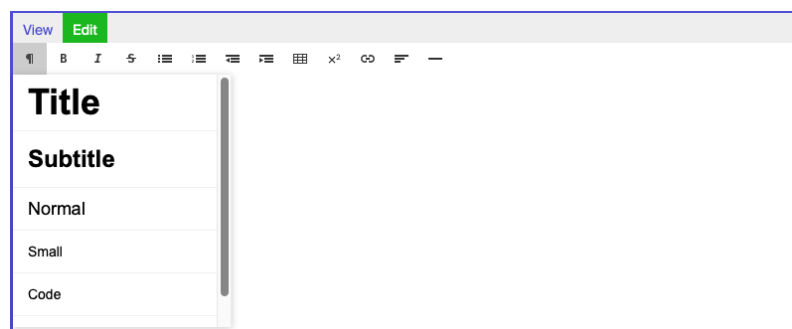 View Edit
¶ B I S x²
Title
Subtitle
Normal
Small
Code